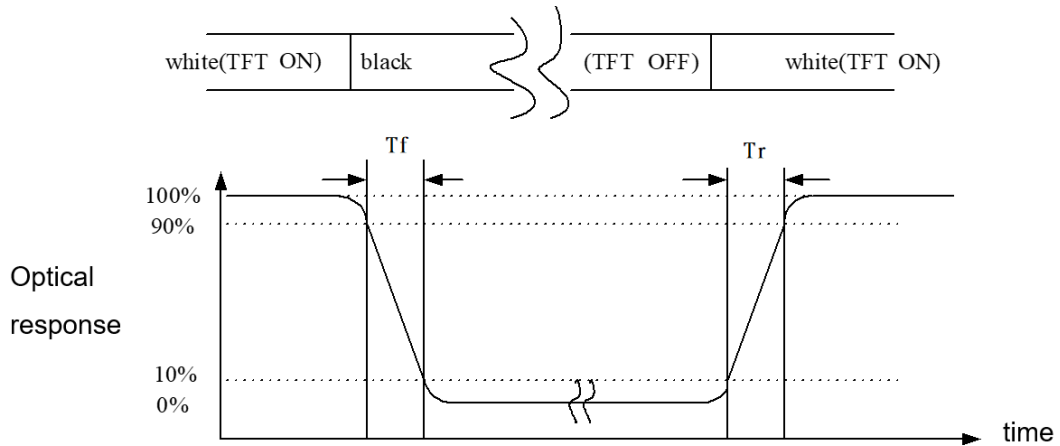 white(TFT ON) black (TFT OFF) white(TFT ON)
Tf Tr
100%
90%
Optical
response
10%
0%
time